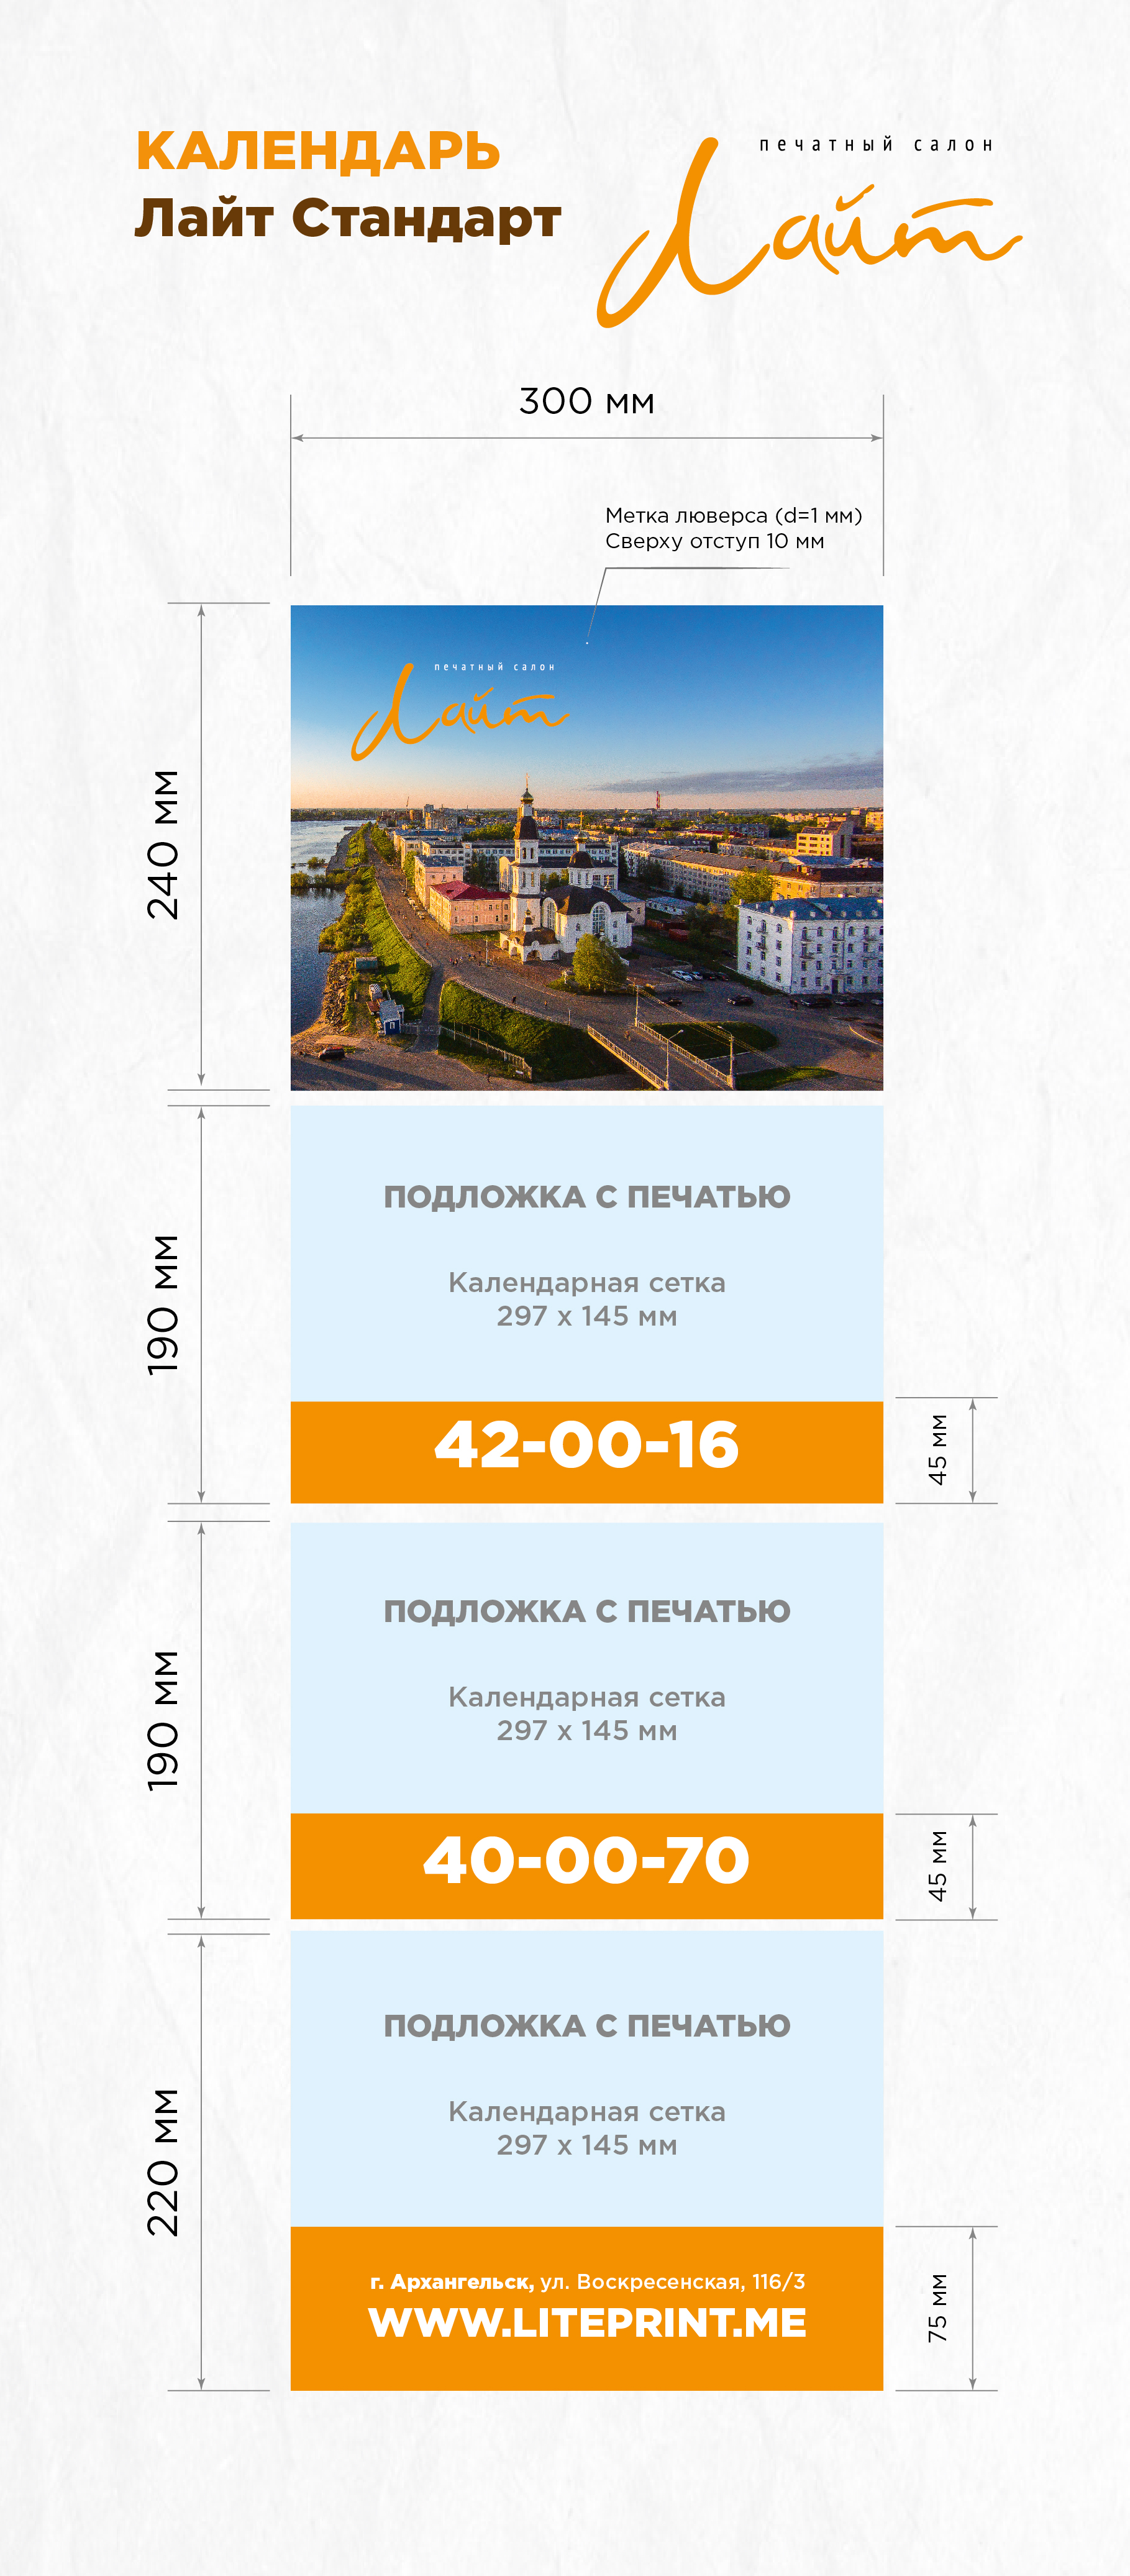 КАЛЕНДАРЬ
Лайт Стандарт
печатный салон
Лайт
300 мм
Метка люверса (d=1 мм)
Сверху отступ 10 мм
240 мм
печатный салон
Лайт
190 мм
ПОДЛОЖКА С ПЕЧАТЬЮ
Календарная сетка
297 х 145 мм
42-00-16
45 мм
190 мм
ПОДЛОЖКА С ПЕЧАТЬЮ
Календарная сетка
297 х 145 мм
40-00-70
45 мм
220 мм
ПОДЛОЖКА С ПЕЧАТЬЮ
Календарная сетка
297 х 145 мм
г. Архангельск, ул. Воскресенская, 116/3
WWW.LITEPRINT.ME
75 мм